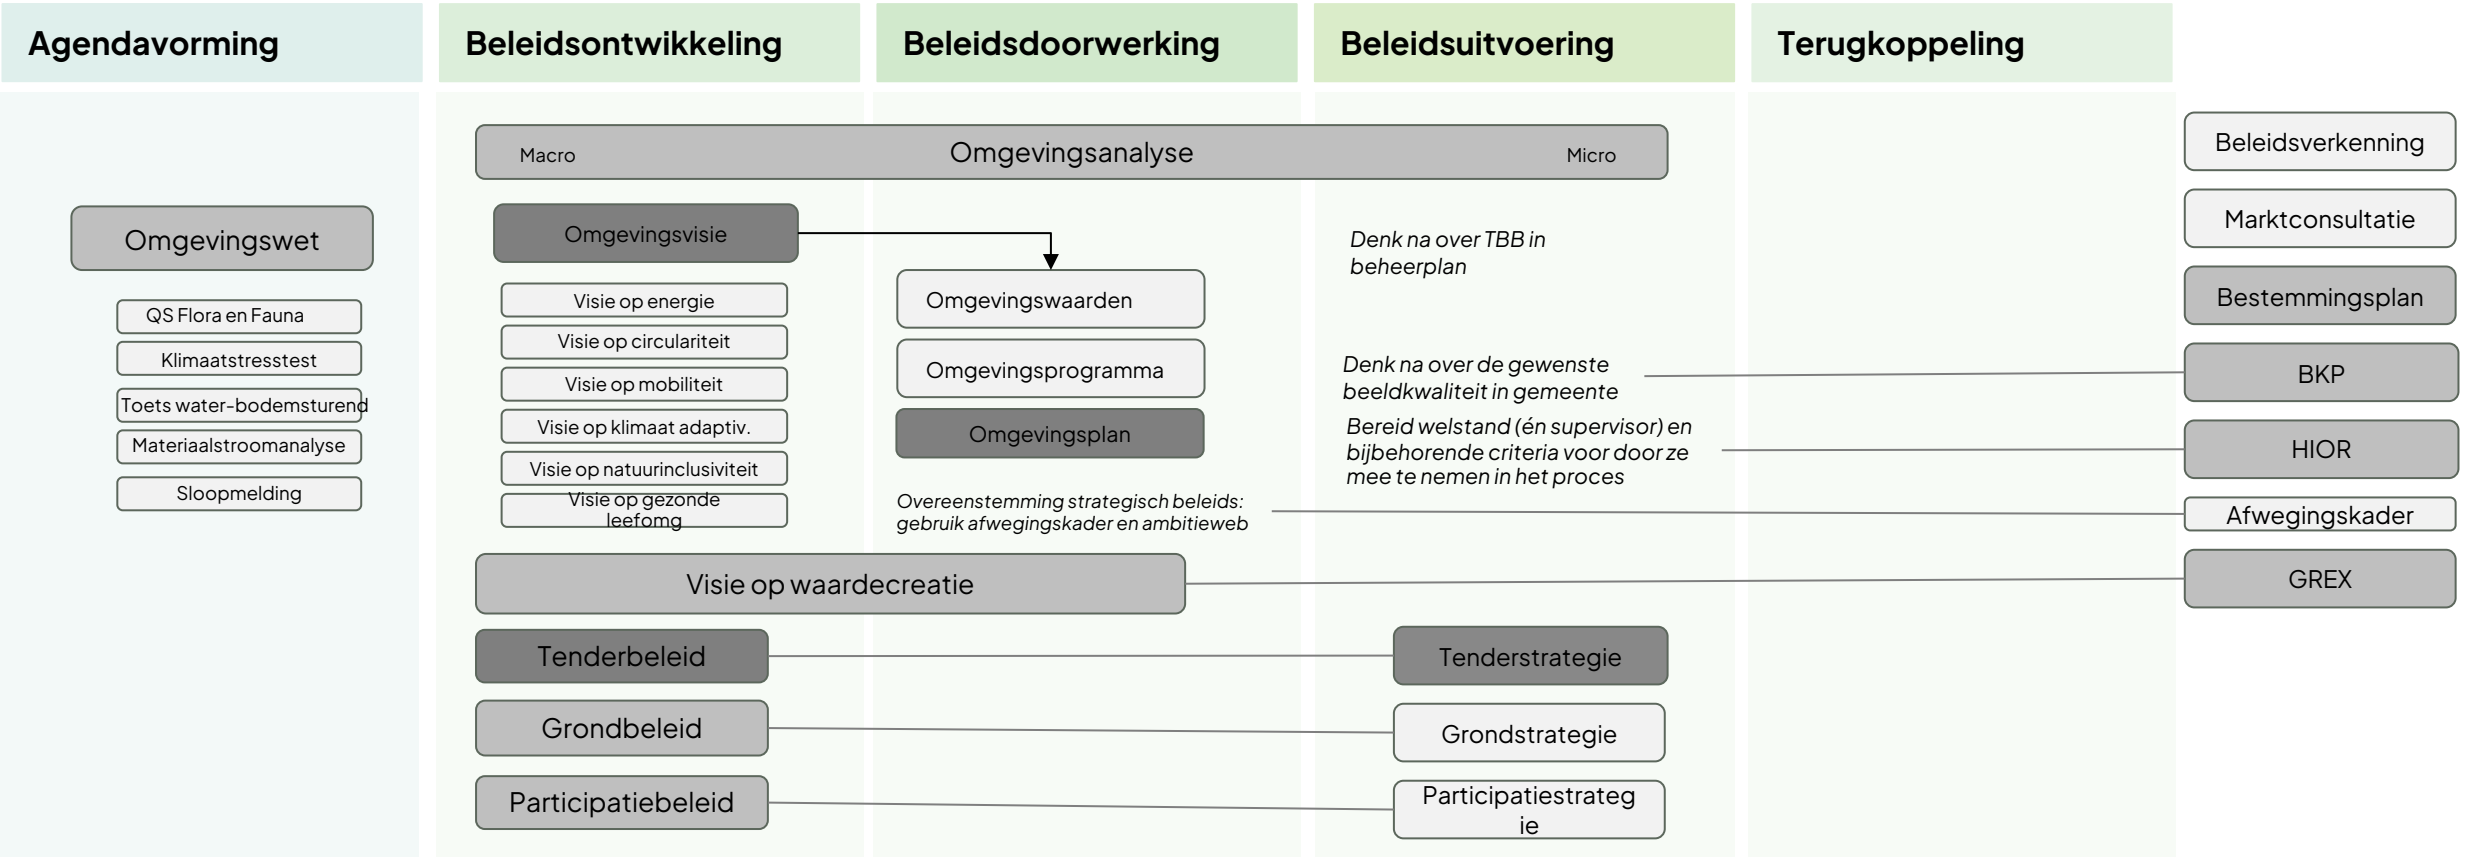 Agendavorming
Beleidsontwikkeling
Beleidsdoorwerking
Beleidsuitvoering
Terugkoppeling
Omgevingswet
QS Flora en Fauna
Klimaatstresstest
Toets water-bodemsturend
Materiaalstroomanalyse
Sloopmelding
Macro
Omgevingsanalyse
Micro
Omgevingsvisie
Visie op energie
Visie op circulariteit
Visie op mobiliteit
Visie op klimaat adaptiv.
Visie op natuurinclusiviteit
Visie op gezonde
leefomg
Omgevingswaarden
Omgevingsprogramma
Omgevingsplan
Overeenstemming strategisch beleids:
gebruik afwegingskader en ambitieweb
Denk na over TBB in
beheerplan
Denk na over de gewenste
beeldkwaliteit in gemeente
Bereid welstand (én supervisor) en
bijbehorende criteria voor door ze
mee te nemen in het proces
Visie op waardecreatie
Tenderbeleid
Grondbeleid
Participatiebeleid
Tenderstrategie
Grondstrategie
Participatiestrateg
ie
Beleidsverkenning
Marktconsultatie
Bestemmingsplan
BKP
HIOR
Afwegingskader
GREX